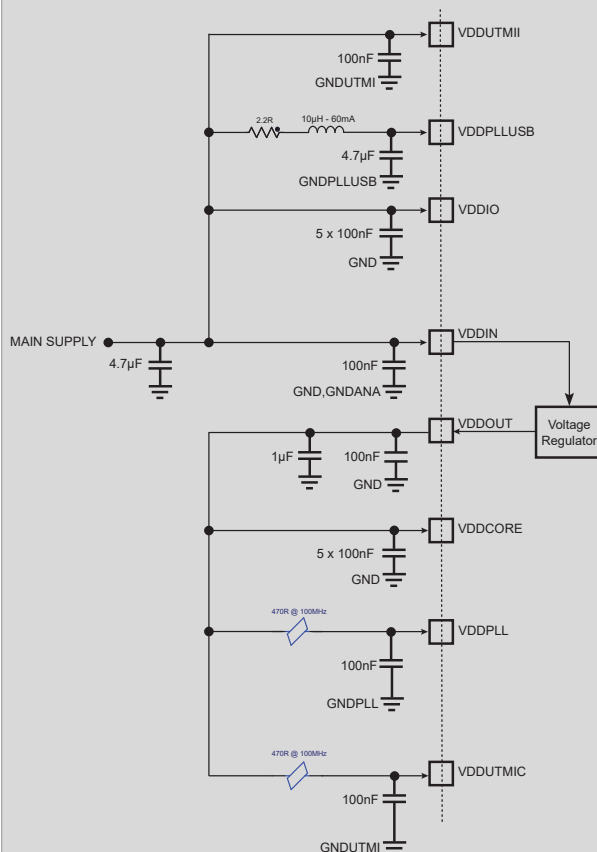 VDDUTMII
100nF
GNDUTMI
2.2R
10µH - 60mA
VDDPLLUSB
4.7µF
GNDPLLUSB
VDDIO
5 x 100nF
GND
MAIN SUPPLY
4.7µF
VDDIN
100nF
GND,GNDANA
VDDOUT
Voltage
Regulator
1µF
100nF
GND
VDDCORE
5 x 100nF
GND
470R @ 100MHz
VDDPLL
100nF
GNDPLL
470R @ 100MHz
VDDUTMIC
100nF
GNDUTMI